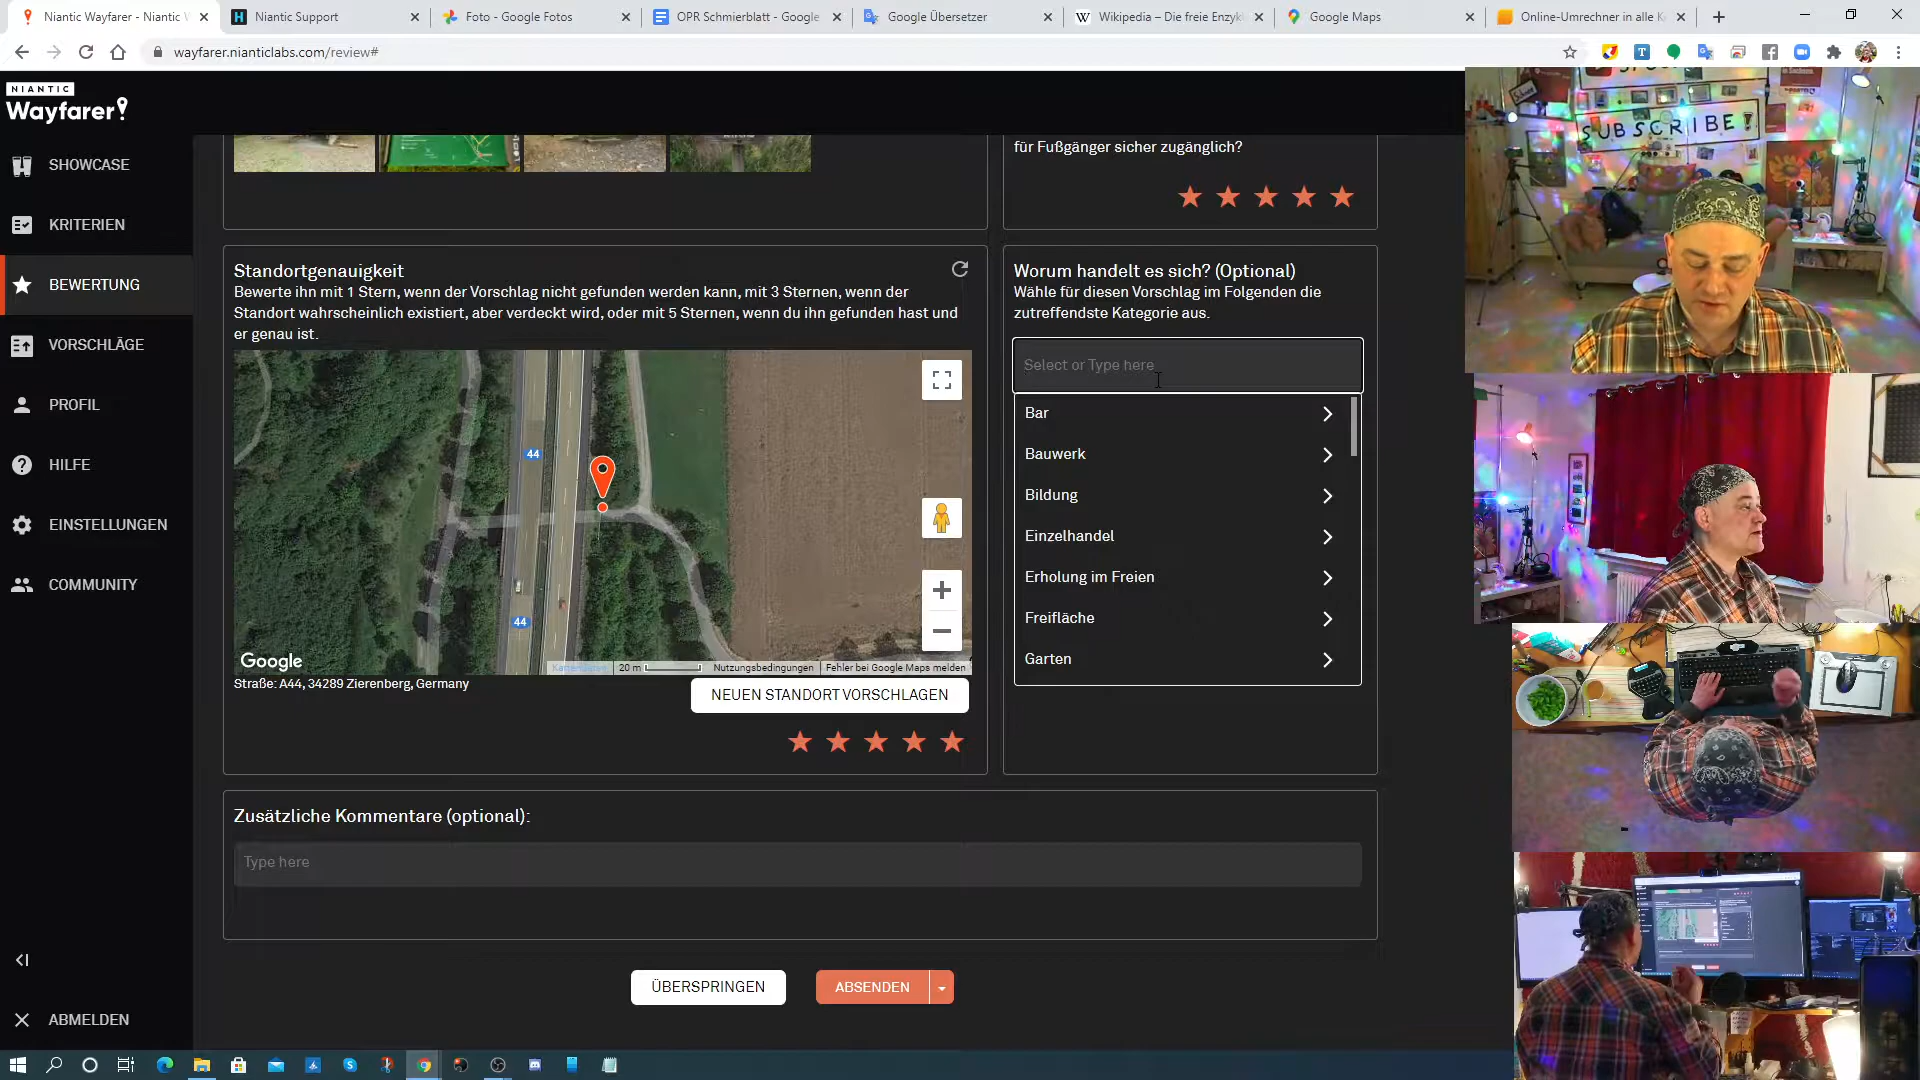 Niantic Wayfarer - Niantic W
Niantic Support
Foto - Google Fotos
OPR Schmierblatt - Google
Google Übersetzer
Wikipedia – Die freie Enzyk
Google Maps
Online-Umrechner in alle K
wayfarer.nianticlabs.com/review#
NIANTIC
Wayfarer
SHOWCASE
KRITERIEN
BEWERTUNG
VORSCHLÄGE
PROFIL
HILFE
EINSTELLUNGEN
COMMUNITY
ABMELDEN
für Fußgänger sicher zugänglich?
Standortgenauigkeit
Bewerte ihn mit 1 Stern, wenn der Vorschlag nicht gefunden werden kann, mit 3 Sternen, wenn der
Standort wahrscheinlich existiert, aber verdeckt wird, oder mit 5 Sternen, wenn du ihn gefunden hast und
er genau ist.
44
44
Google
Kartendaten
20 m
Nutzungsbedingungen
Fehler bei Google Maps melden
Straße: A44, 34289 Zierenberg, Germany
NEUEN STANDORT VORSCHLAGEN
Worum handelt es sich? (Optional)
Wähle für diesen Vorschlag im Folgenden die
zutreffendste Kategorie aus.
Select or Type here
Bar
Bauwerk
Bildung
Einzelhandel
Erholung im Freien
Freifläche
Garten
Zusätzliche Kommentare (optional):
Type here
ÜBERSPRINGEN
ABSENDEN
SUBSCRIBE!